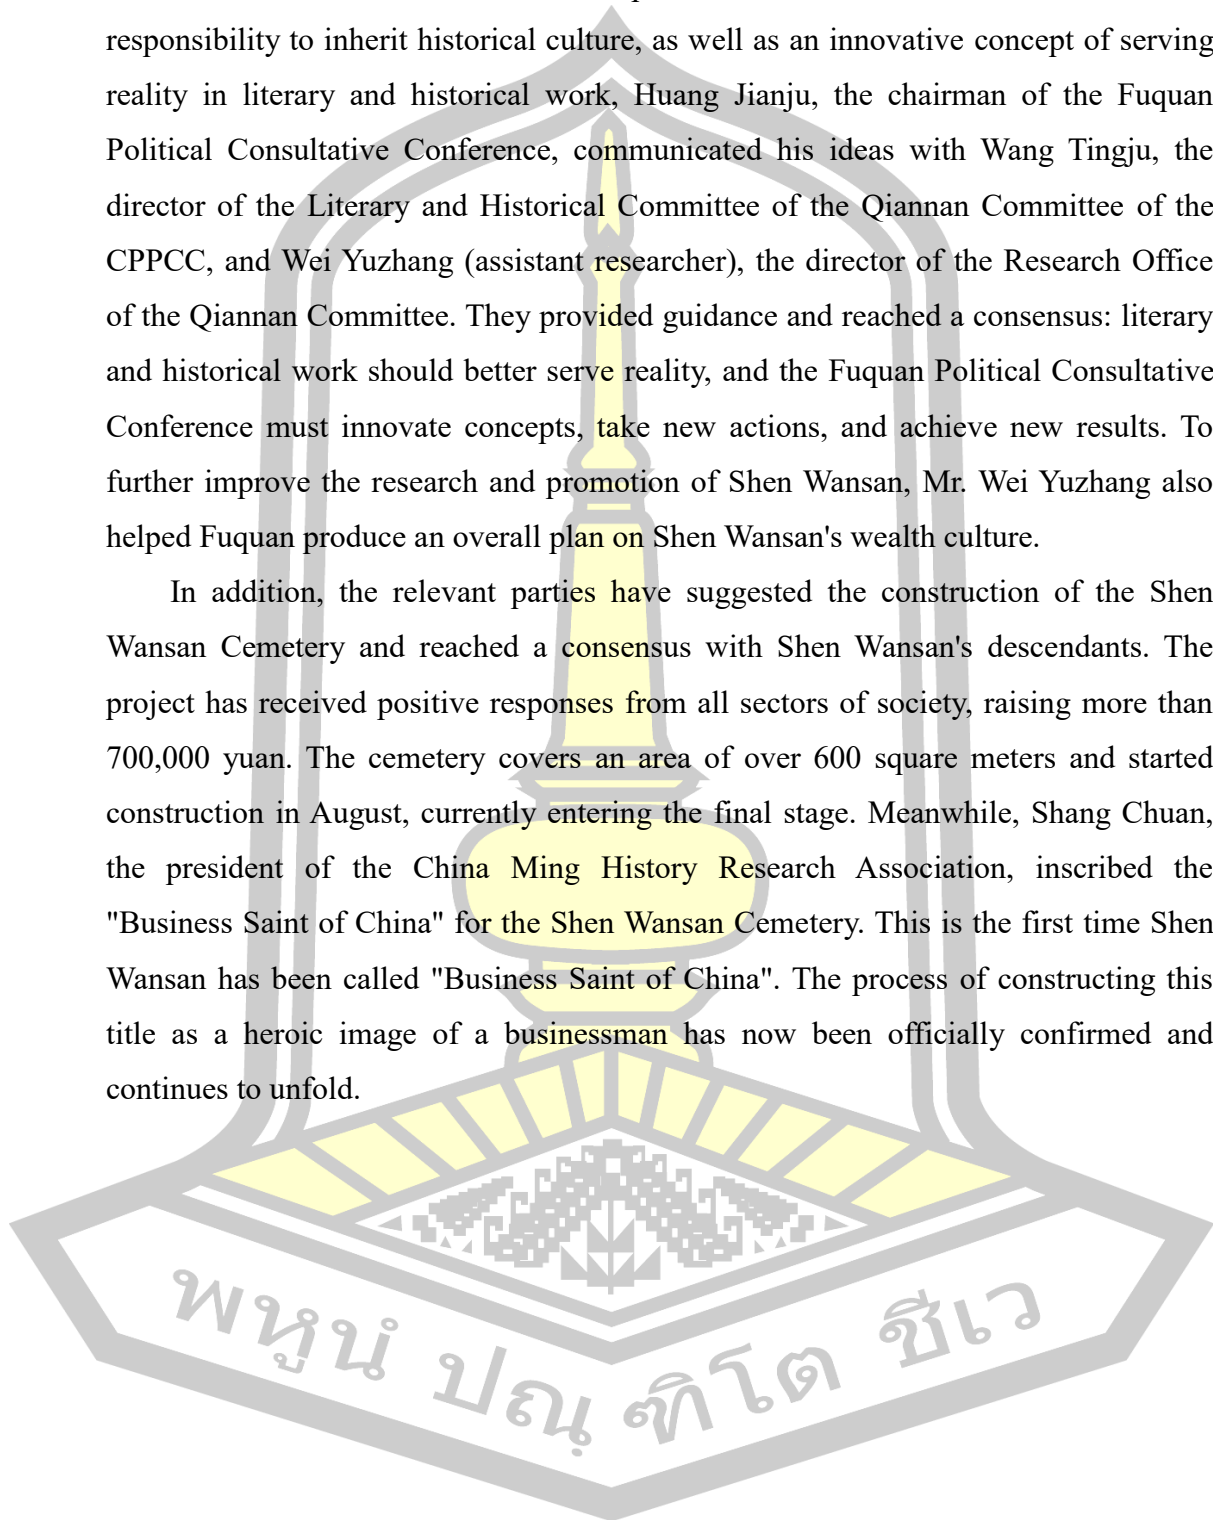 responsibility to inherit historical culture, as well as an innovative concept of serving
reality in literary and historical work, Huang Jianju, the chairman of the Fuquan
Political Consultative Conference, communicated his ideas with Wang Tingju, the
director of the Literary and Historical Committee of the Qiannan Committee of the
CPPCC, and Wei Yuzhang (assistant researcher), the director of the Research Office
of the Qiannan Committee. They provided guidance and reached a consensus: literary
and historical work should better serve reality, and the Fuquan Political Consultative
Conference must innovate concepts, take new actions, and achieve new results. To
further improve the research and promotion of Shen Wansan, Mr. Wei Yuzhang also
helped Fuquan produce an overall plan on Shen Wansan's wealth culture.
In addition, the relevant parties have suggested the construction of the Shen
Wansan Cemetery and reached a consensus with Shen Wansan's descendants. The
project has received positive responses from all sectors of society, raising more than
700,000 yuan. The cemetery covers an area of over 600 square meters and started
construction in August, currently entering the final stage. Meanwhile, Shang Chuan,
the president of the China Ming History Research Association, inscribed the
"Business Saint of China" for the Shen Wansan Cemetery. This is the first time Shen
Wansan has been called "Business Saint of China". The process of constructing this
title as a heroic image of a businessman has now been officially confirmed and
continues to unfold.
พหูนํ ปณฺฑิโต ชีเว